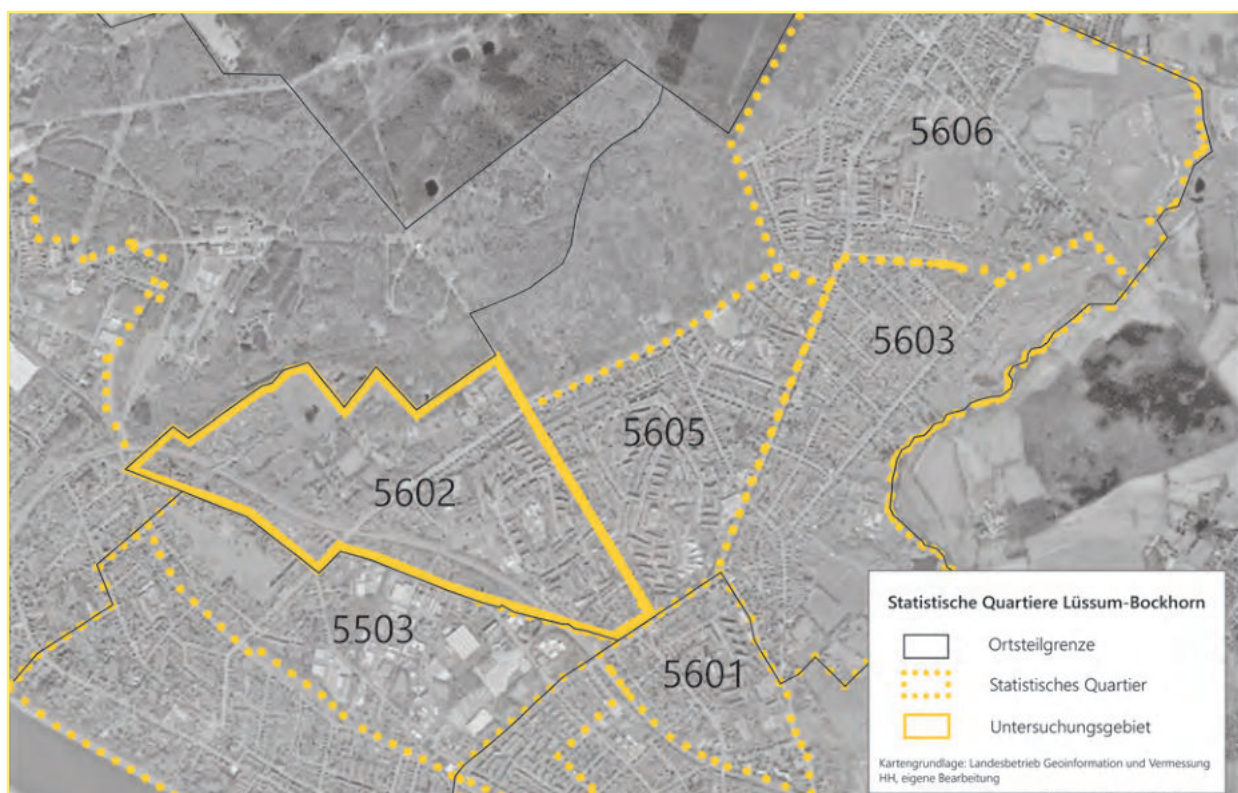 5606
5603
5605
5602
5503
5601
Statistische Quartiere Lüssum-Bockhorn
Ortsteilgrenze
Statistisches Quartier
Untersuchungsgebiet
Kartengrundlage: Landesbetrieb Geoinformation und Vermessung
HH, eigene Bearbeitung